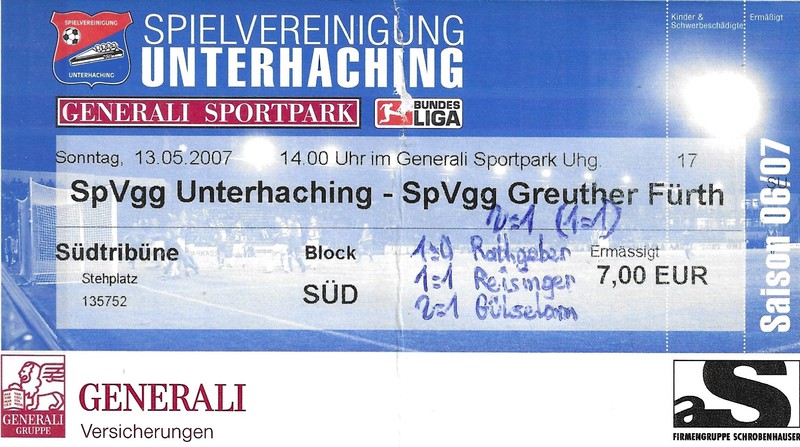 SPIELVEREINIGUNG
UNTERHACHING
SPIELVEREINIGUNG
UNTERHACHING
GENERALI SPORTPARK
BUNDES
LIGA
Kinder &
Schwerbeschädigte
Ermäßigt
Sonntag, 13.05.2007 14.00 Uhr im Generali Sportpark Uhg. 17
SpVgg Unterhaching - SpVgg Greuther Fürth
2:1 (1:1)
Südtribüne Block 1:0 Rathgeber Ermässigt
Stehplatz 1:1 Reisinger 7,00 EUR
135752 SÜD 2:1 Gükselam
Saison 06/07
GENERALI
GRUPPE
GENERALI
Versicherungen
aS
FIRMENGRUPPE SCHROBENHAUSEN